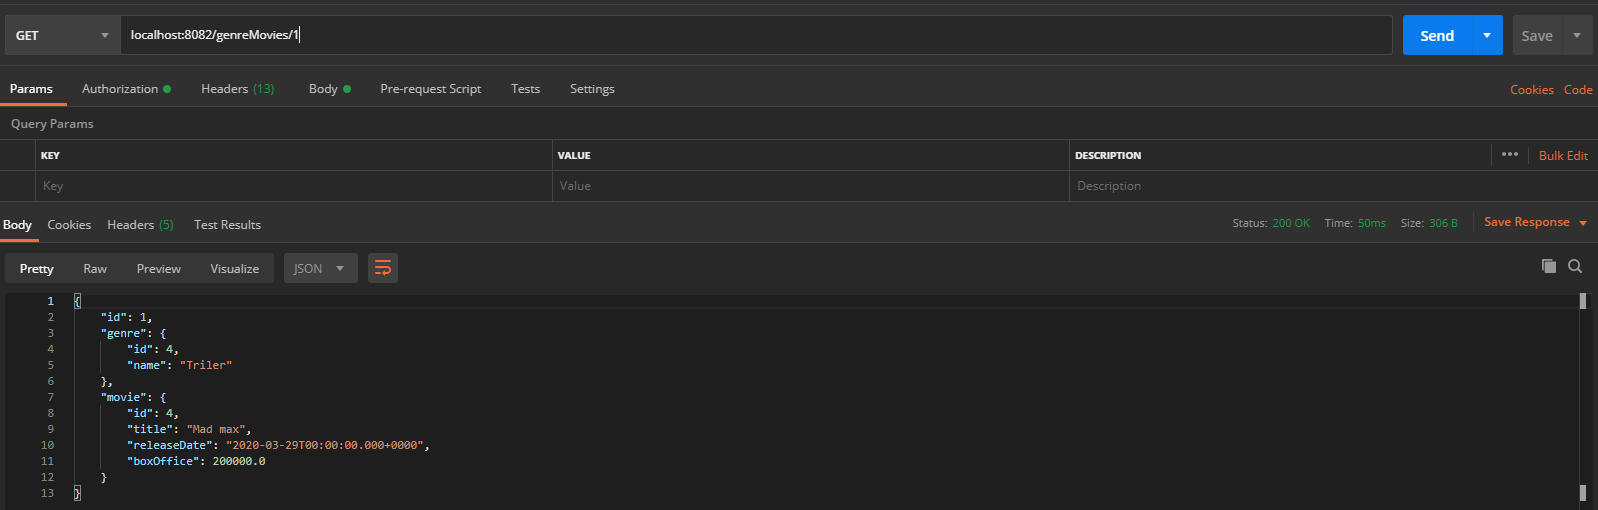 GET localhost:8082/genreMovies/1 Send Save
Params Authorization Headers (13) Body Pre-request Script Tests Settings Cookies Code
Query Params
KEY VALUE DESCRIPTION ••• Bulk Edit
Key Value Description
Body Cookies Headers (5) Test Results Status: 200 OK Time: 50ms Size: 306 B Save Response
Pretty Raw Preview Visualize JSON
1 {
2 "id": 1,
3 "genre": {
4 "id": 4,
5 "name": "Triler"
6 },
7 "movie": {
8 "id": 4,
9 "title": "Mad max",
10 "releaseDate": "2020-03-29T00:00:00.000+0000",
11 "boxOffice": 200000.0
12 }
13 }